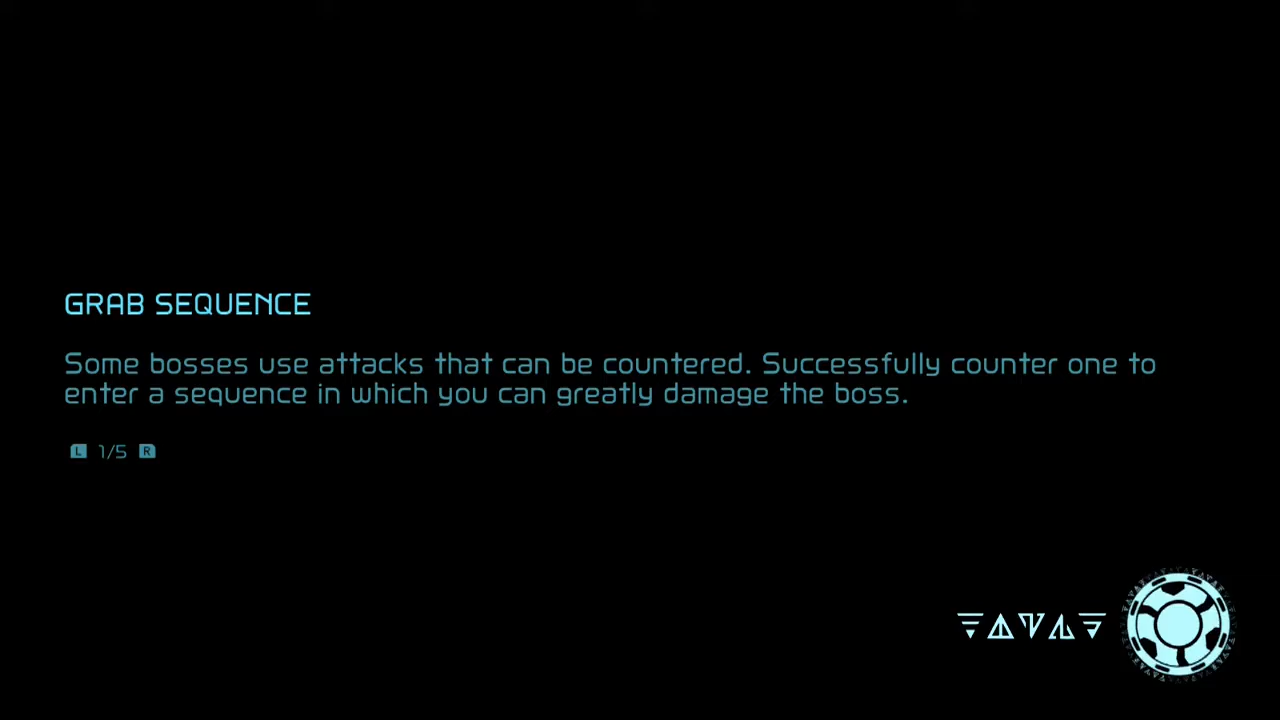 GRAB SEQUENCE
Some bosses use attacks that can be countered. Successfully counter one to
enter a sequence in which you can greatly damage the boss.
L 1/5 R